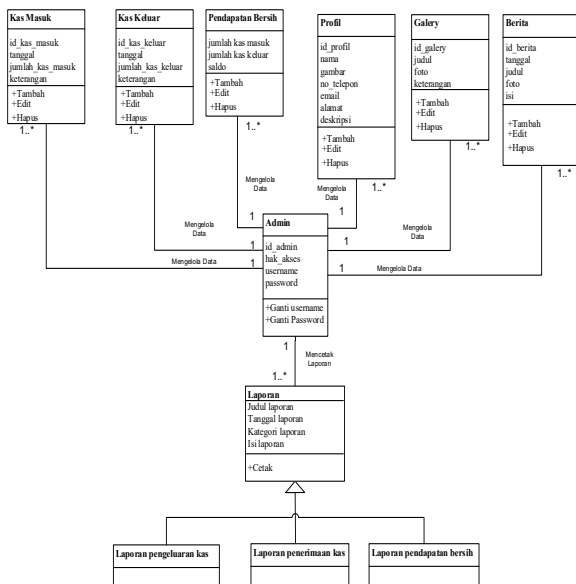 Kas Masuk
id_kas_masuk
tanggal
jumlah_kas_masuk
keterangan
+Tambah
+Edit
+Hapus
1..*
Kas Keluar
id_kas_keluar
tanggal
jumlah_kas_keluar
keterangan
+Tambah
+Edit
+Hapus
1..*
Pendapatan Bersih
jumlah kas masuk
jumlah kas keluar
saldo
+Tambah
+Edit
+Hapus
1..*
Profil
id_profil
nama
gambar
no_telepon
email
alamat
deskripsi
+Tambah
+Edit
+Hapus
1..*
Galery
id_galery
judul
foto
keterangan
+Tambah
+Edit
+Hapus
1..*
Berita
id_berita
tanggal
judul
foto
isi
+Tambah
+Edit
+Hapus
1..*
Mengelola
Data
1
Mengelola
Data
1
Mengelola Data
1
Mengelola
Data
1
Mengelola
Data
1
Mengelola Data
1
Admin
id_admin
hak_akses
username
password
+Ganti username
+Ganti Password
1
Mencetak
Laporan
1..*
Laporan
Judul laporan
Tanggal laporan
Kategori laporan
Isi laporan
+Cetak
Laporan pengeluaran kas
Laporan penerimaan kas
Laporan pendapatan bersih